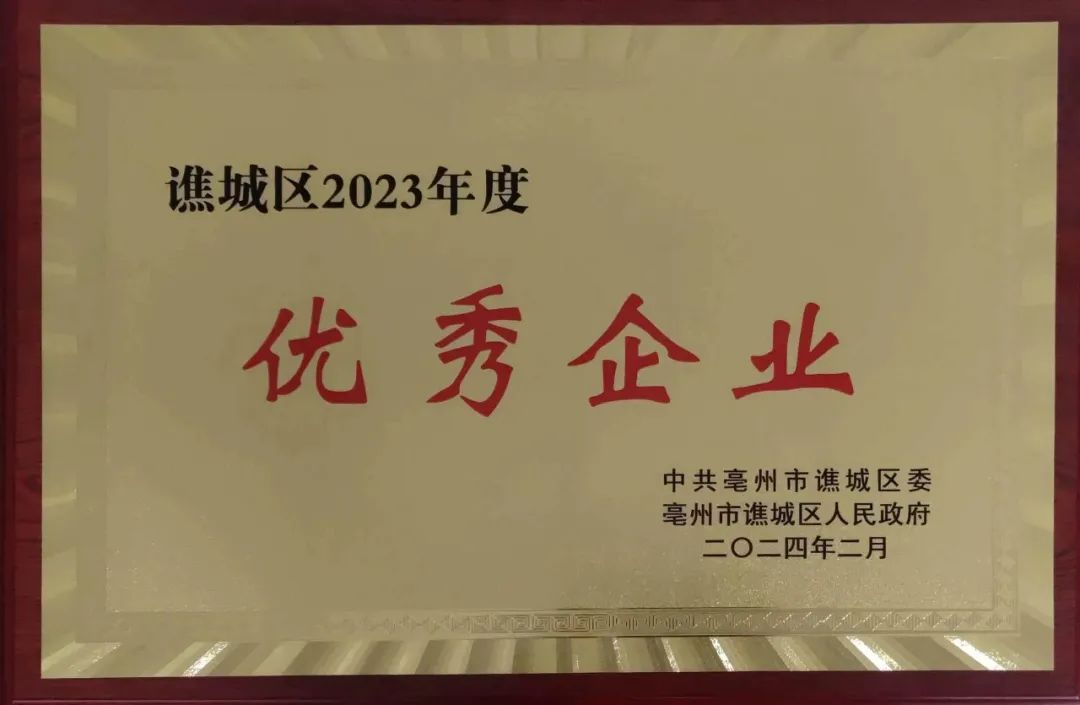 谯城区2023年度
优秀企业
中共亳州市谯城区委
亳州市谯城区人民政府
二〇二四年二月